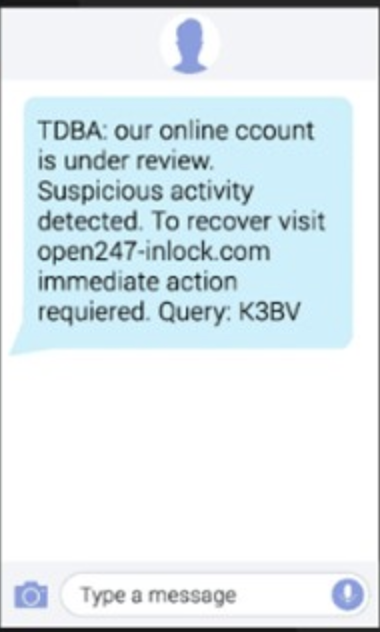 TDBA: our online ccount
is under review.
Suspicious activity
detected. To recover visit
open247-inlock.com
immediate action
requiered. Query: K3BV
Type a message